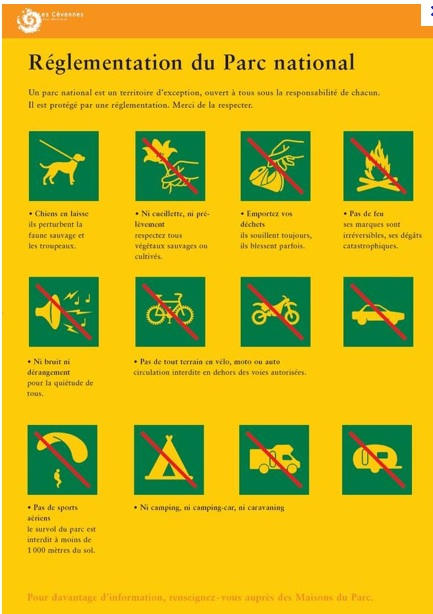 es Cévennes
Réglementation du Parc national
Un parc national est un territoire d'exception, ouvert à tous sous la responsabilité de chacun.
Il est protégé par une réglementation. Merci de la respecter.
• Chiens en laisse
ils perturbent la
faune sauvage et
les troupeaux.
• Ni cueillette, ni pré-
lèvement
respectez tous
végétaux sauvages ou
cultivés.
• Emportez vos
déchets
ils souillent toujours,
ils blessent parfois.
• Pas de feu
ses marques sont
irréversibles, ses dégâts
catastrophiques.
• Ni bruit ni
dérangement
pour la quiétude de
tous.
• Pas de tout terrain en vélo, moto ou auto
circulation interdite en dehors des voies autorisées.
• Pas de sports
aériens
le survol du parc est
interdit à moins de
1 000 mètres du sol.
• Ni camping, ni camping-car, ni caravaning
Pour davantage d'information, renseignez-vous auprès des Maisons du Parc.